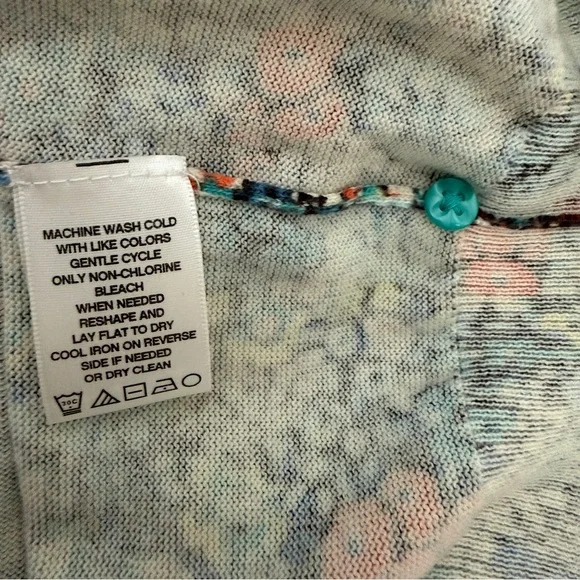 MACHINE WASH COLD
WITH LIKE COLORS
GENTLE CYCLE
ONLY NON-CHLORINE
BLEACH
WHEN NEEDED
RESHAPE AND
LAY FLAT TO DRY
COOL IRON ON REVERSE
SIDE IF NEEDED
OR DRY CLEAN
30C